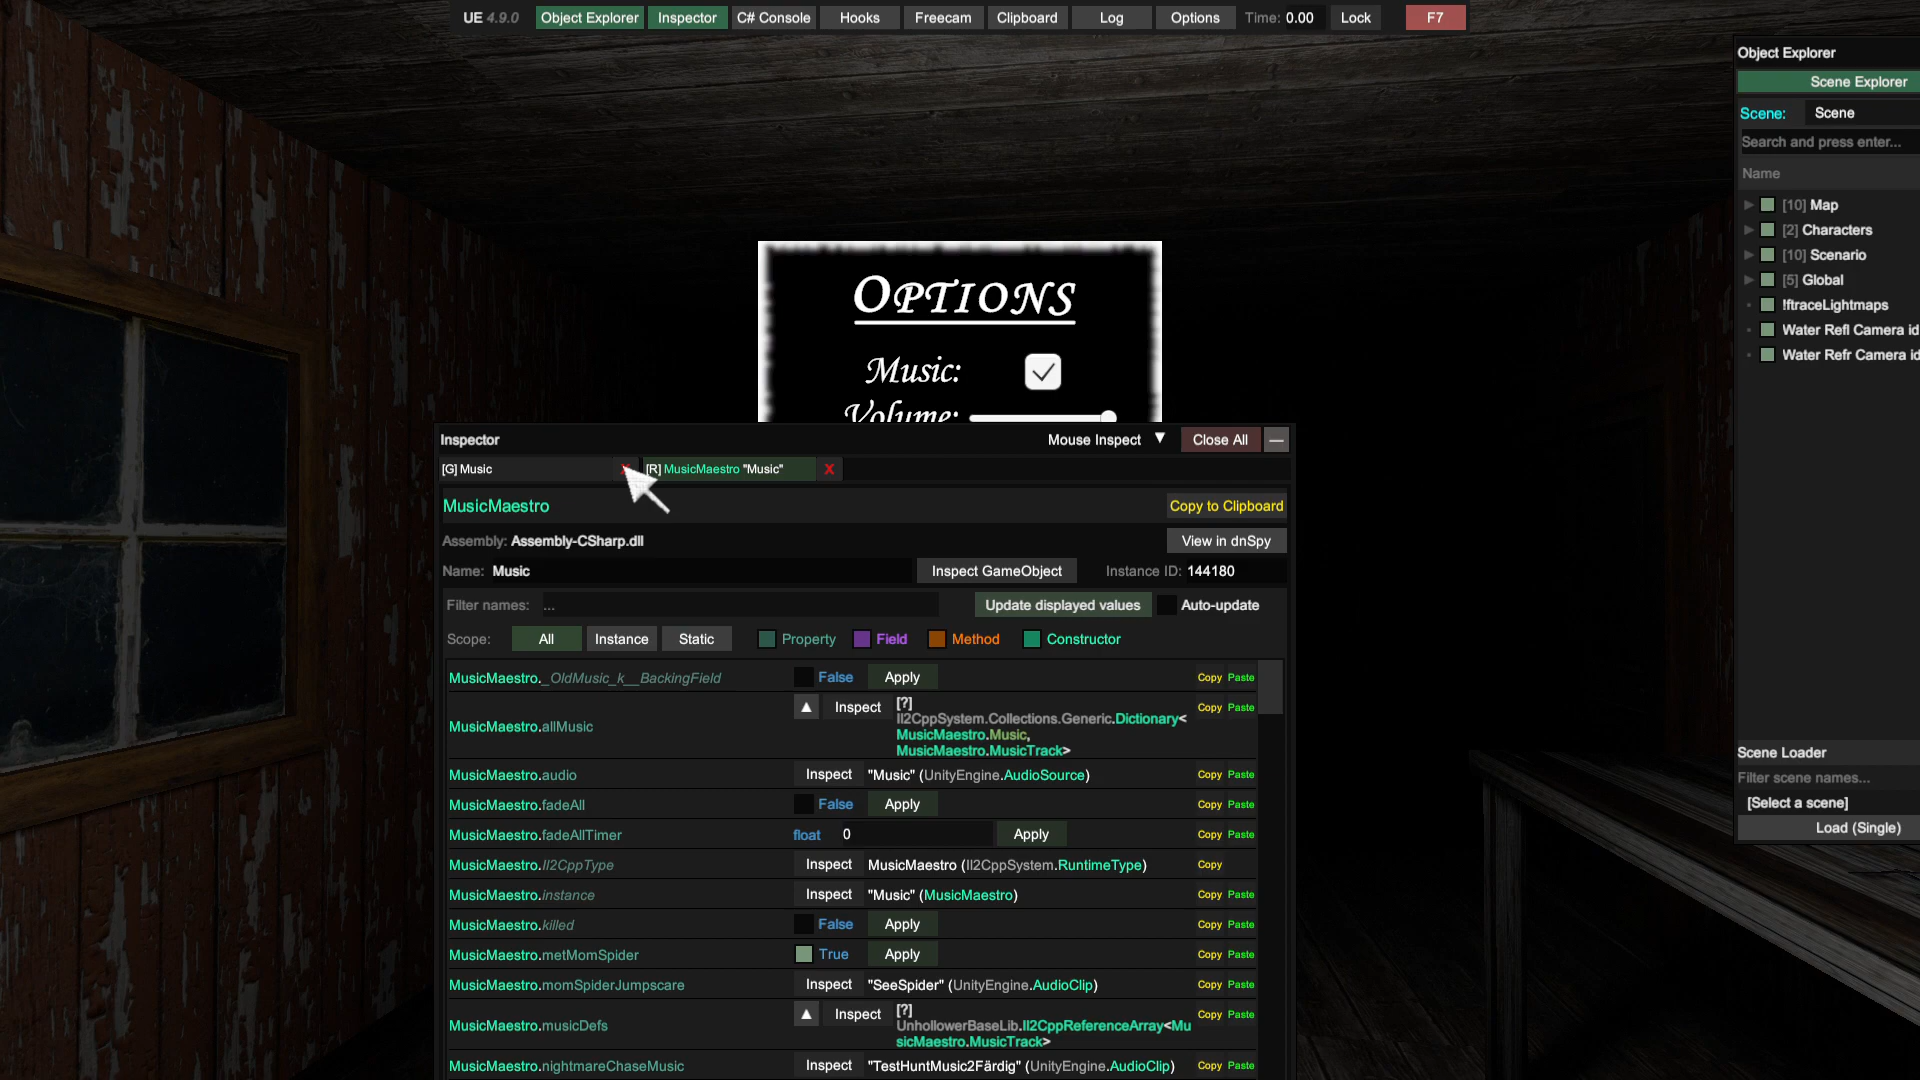 UE 4.9.0 Object Explorer Inspector C# Console Hooks Freecam Clipboard Log Options Time: 0.00 Lock F7
Object Explorer
Scene Explorer
Scene: Scene
Search and press enter...
Name
[10] Map
[2] Characters
[10] Scenario
[5] Global
!ftraceLightmaps
Water Refl Camera id
Water Refr Camera id
OPTIONS
Music:
Volume:
Inspector Mouse Inspect ▼ Close All —
[G] Music X [R] MusicMaestro "Music" X
MusicMaestro Copy to Clipboard
Assembly: Assembly-CSharp.dll View in dnSpy
Name: Music Inspect GameObject Instance ID: 144180
Filter names: ... Update displayed values Auto-update
Scope: All Instance Static Property Field Method Constructor
MusicMaestro._OldMusic_k__BackingField False Apply Copy Paste
MusicMaestro.allMusic ▲ Inspect [?] Copy Paste
Il2CppSystem.Collections.Generic.Dictionary<
MusicMaestro.Music,
MusicMaestro.MusicTrack>
MusicMaestro.audio Inspect "Music" (UnityEngine.AudioSource) Copy Paste
MusicMaestro.fadeAll False Apply Copy Paste
MusicMaestro.fadeAllTimer float 0 Apply Copy Paste
MusicMaestro.Il2CppType Inspect MusicMaestro (Il2CppSystem.RuntimeType) Copy
MusicMaestro.instance Inspect "Music" (MusicMaestro) Copy Paste
MusicMaestro.killed False Apply Copy Paste
MusicMaestro.metMomSpider True Apply Copy Paste
MusicMaestro.momSpiderJumpscare Inspect "SeeSpider" (UnityEngine.AudioClip) Copy Paste
MusicMaestro.musicDefs ▲ Inspect [?] Copy Paste
UnhollowerBaseLib.Il2CppReferenceArray<Mu
sicMaestro.MusicTrack>
MusicMaestro.nightmareChaseMusic Inspect "TestHuntMusic2Färdig" (UnityEngine.AudioClip) Copy Paste
Scene Loader
Filter scene names...
[Select a scene]
Load (Single)